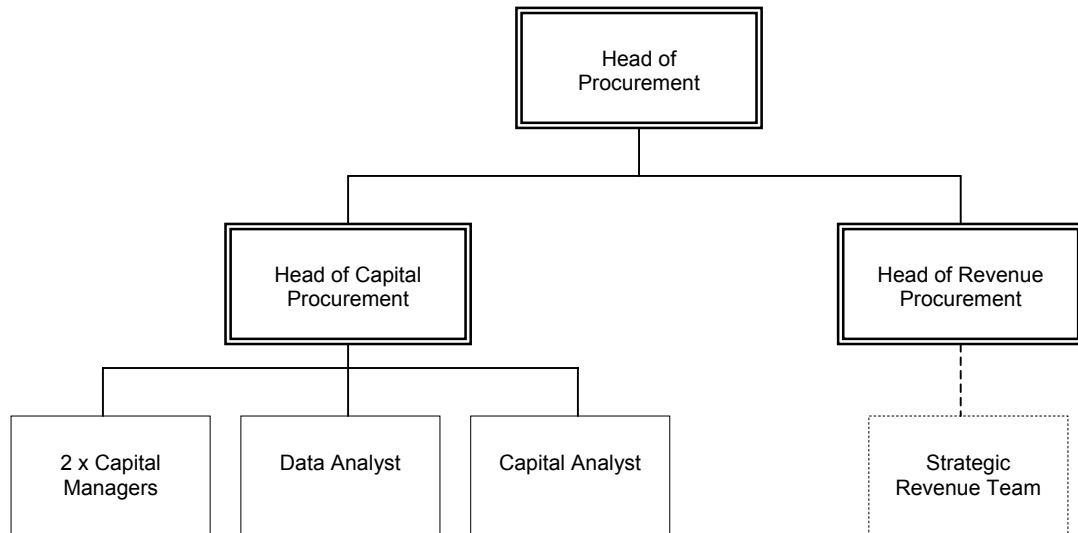 Head of
Procurement
Head of Capital
Procurement
Head of Revenue
Procurement
2 x Capital
Managers
Data Analyst
Capital Analyst
Strategic
Revenue Team